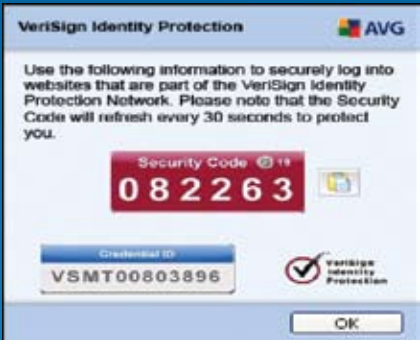 VeriSign Identity Protection
AVG
Use the following information to securely log into
websites that are part of the VeriSign Identity
Protection Network. Please note that the Security
Code will refresh every 30 seconds to protect
you.
Security Code 19
082263
Credential ID
VSMT00803896
VeriSign
Identity
Protection
OK